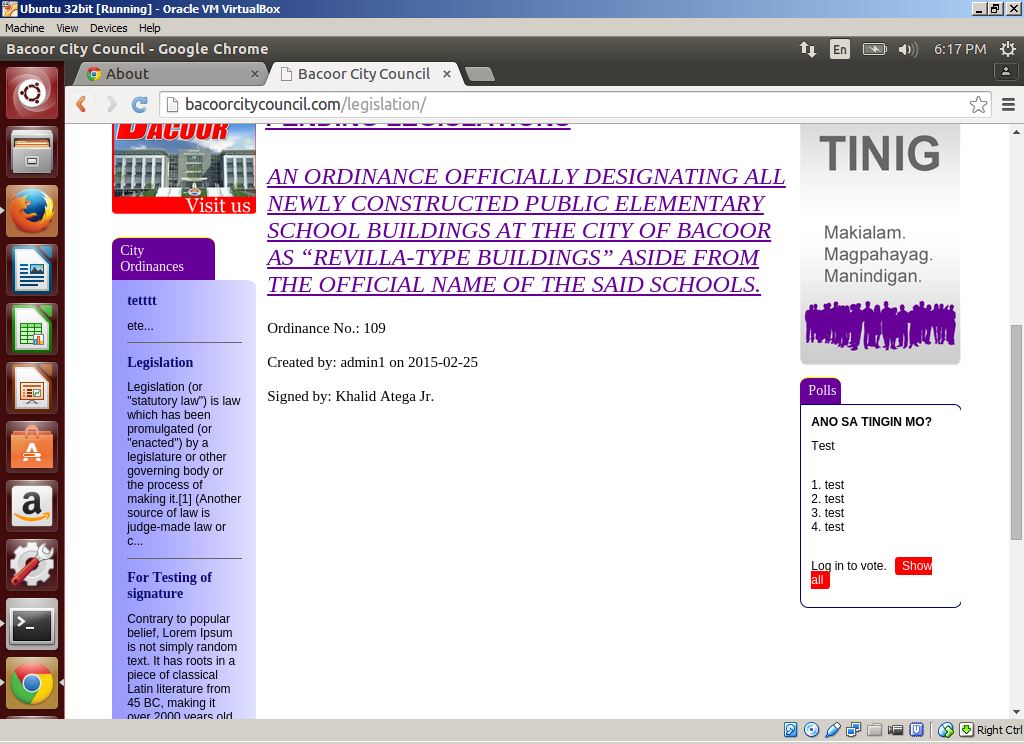 Ubuntu 32bit [Running] - Oracle VM VirtualBox
Machine View Devices Help
Bacoor City Council - Google Chrome
En
6:17 PM
About
Bacoor City Council
bacoorcitycouncil.com/legislation/
BACOOR
Visit us
City
Ordinances
tetttt
ete...
Legislation
Legislation (or
"statutory law") is law
which has been
promulgated (or
"enacted") by a
legislature or other
governing body or
the process of
making it.[1] (Another
source of law is
judge-made law or
c...
For Testing of
signature
Contrary to popular
belief, Lorem Ipsum
is not simply random
text. It has roots in a
piece of classical
Latin literature from
45 BC, making it
over 2000 years old
PENDING LEGISLATIONS
AN ORDINANCE OFFICIALLY DESIGNATING ALL
NEWLY CONSTRUCTED PUBLIC ELEMENTARY
SCHOOL BUILDINGS AT THE CITY OF BACOOR
AS “REVILLA-TYPE BUILDINGS” ASIDE FROM
THE OFFICIAL NAME OF THE SAID SCHOOLS.
Ordinance No.: 109
Created by: admin1 on 2015-02-25
Signed by: Khalid Atega Jr.
TINIG
Makialam.
Magpahayag.
Manindigan.
Polls
ANO SA TINGIN MO?
Test
1. test
2. test
3. test
4. test
Log in to vote. Show
all
Right Ctrl